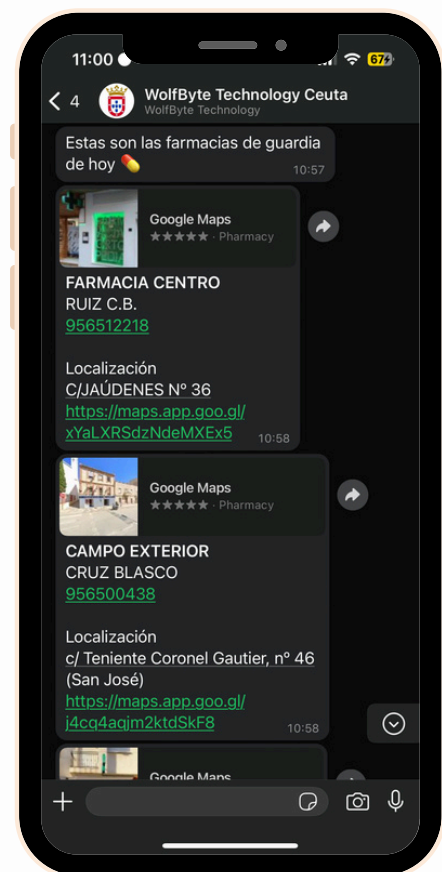 11:00
67
4
WolfByte Technology Ceuta
WolfByte Technology
Estas son las farmacias de guardia
de hoy 💊
10:57
Google Maps
★★★★★ · Pharmacy
FARMACIA CENTRO
RUIZ C.B.
956512218
Localización
C/JAÚDENES Nº 36
https://maps.app.goo.gl/
xYaLXRSdzNdeMXEx5
10:58
Google Maps
★★★★★ · Pharmacy
CAMPO EXTERIOR
CRUZ BLASCO
956500438
Localización
c/ Teniente Coronel Gautier, nº 46
(San José)
https://maps.app.goo.gl/
j4cq4aqjm2ktdSkF8
10:58
Google Maps